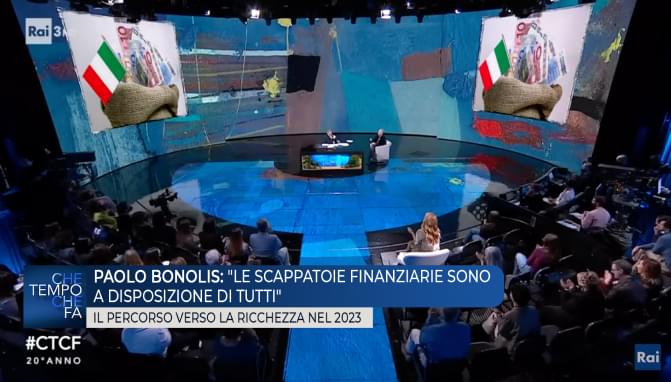 Rai 3
CHE
TEMPO
CHE
FA
PAOLO BONOLIS: "LE SCAPPATOIE FINANZIARIE SONO
A DISPOSIZIONE DI TUTTI"
IL PERCORSO VERSO LA RICCHEZZA NEL 2023
#CTCF
20°ANNO
Rai